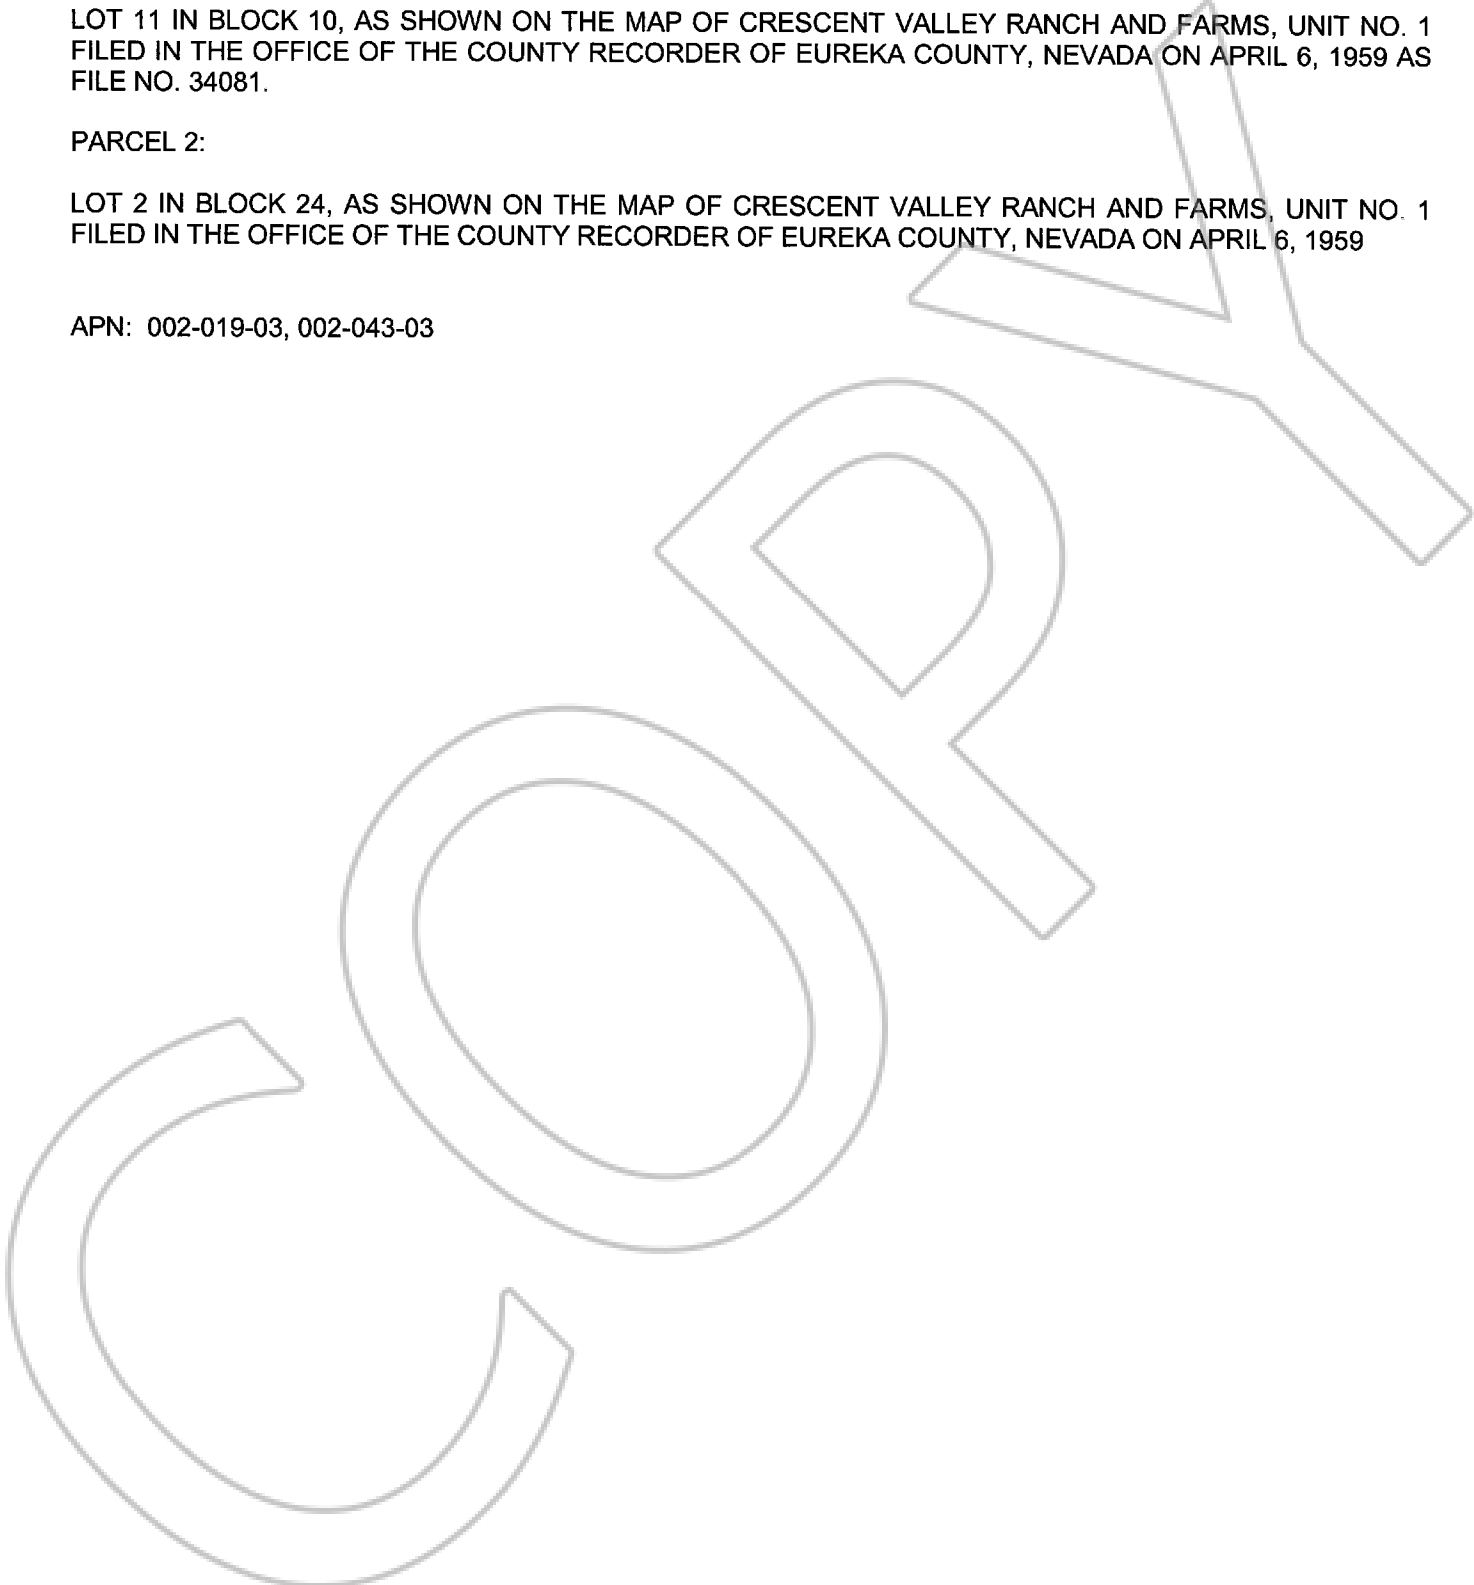 LOT 11 IN BLOCK 10, AS SHOWN ON THE MAP OF CRESCENT VALLEY RANCH AND FARMS, UNIT NO. 1
FILED IN THE OFFICE OF THE COUNTY RECORDER OF EUREKA COUNTY, NEVADA ON APRIL 6, 1959 AS
FILE NO. 34081.
PARCEL 2:
LOT 2 IN BLOCK 24, AS SHOWN ON THE MAP OF CRESCENT VALLEY RANCH AND FARMS, UNIT NO. 1
FILED IN THE OFFICE OF THE COUNTY RECORDER OF EUREKA COUNTY, NEVADA ON APRIL 6, 1959
APN: 002-019-03, 002-043-03
COPY